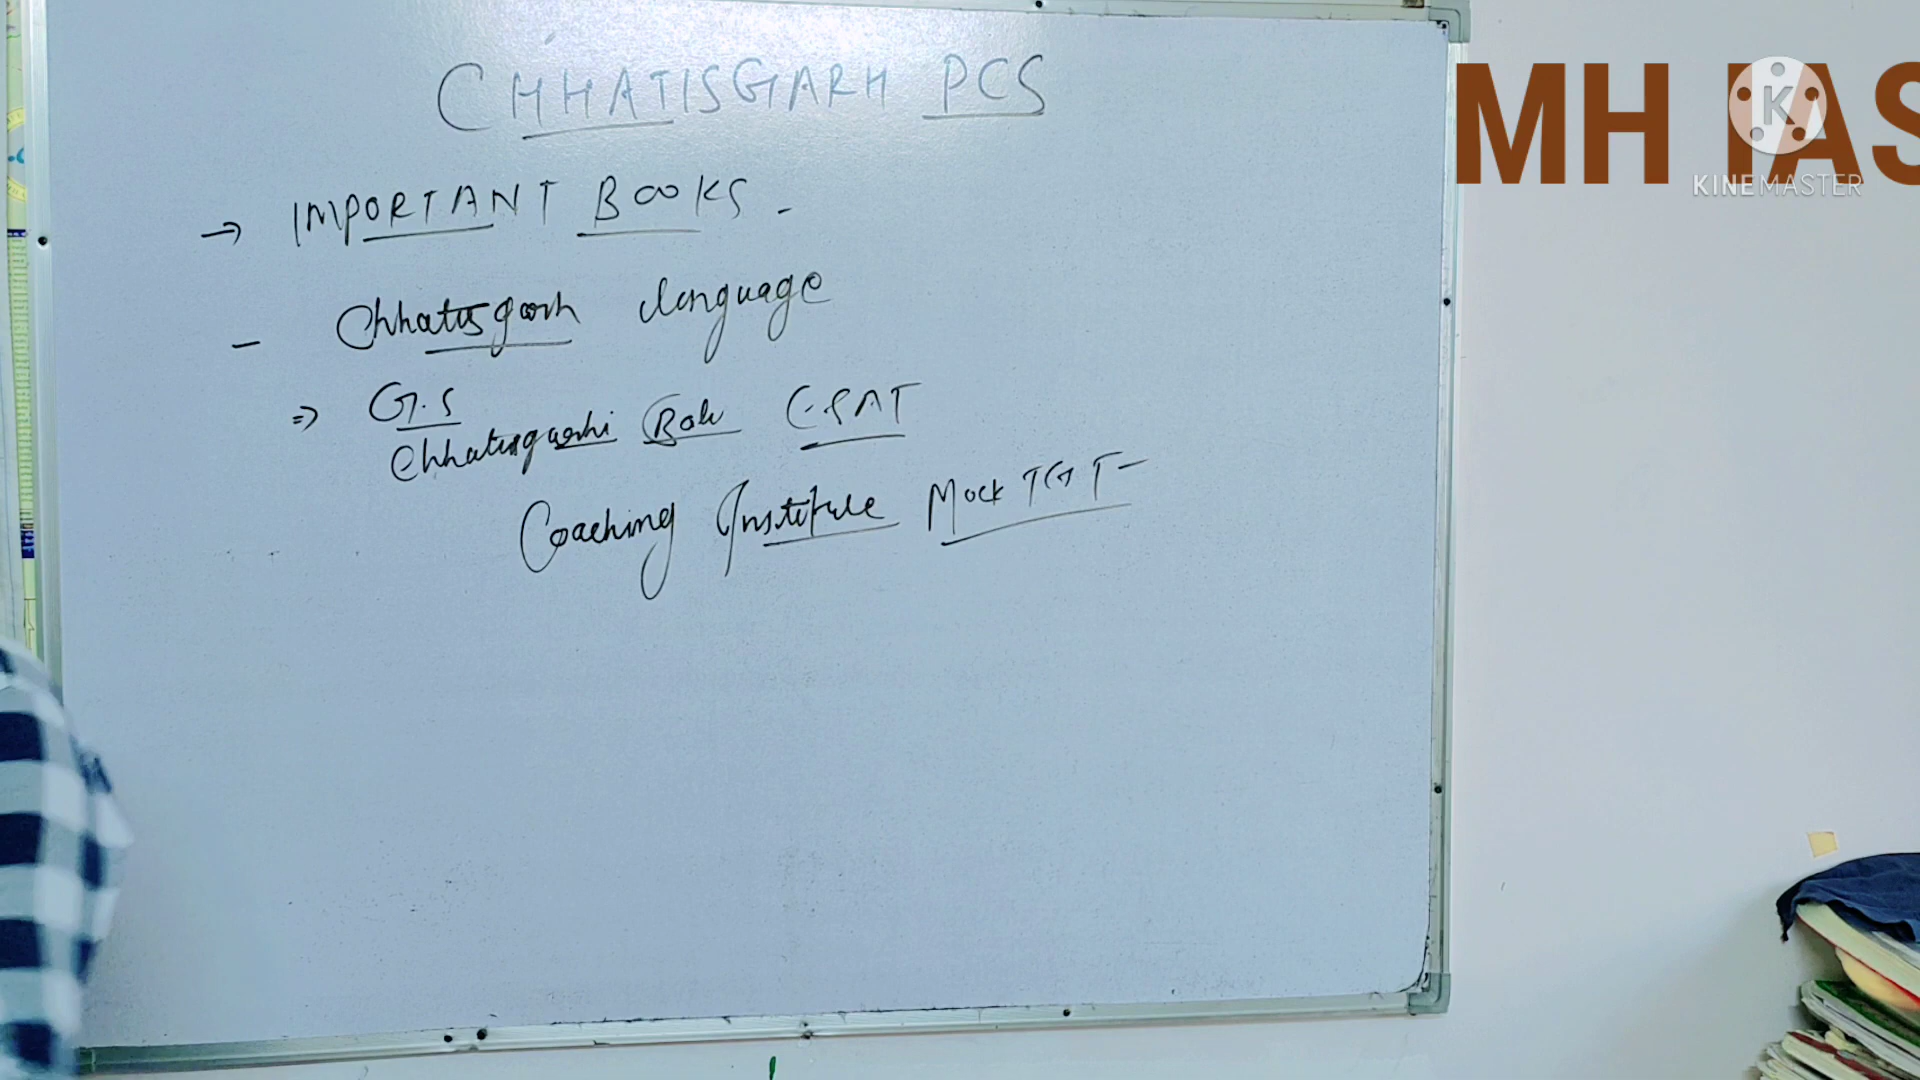 CHHATISGARH PCS
MH IAS
KINEMASTER
→ IMPORTANT BOOKS -
- Chhatisgarh language
⇒ G.S
Chhatisgarhi Boli C-SAT
Coaching Institute Mock TEST -